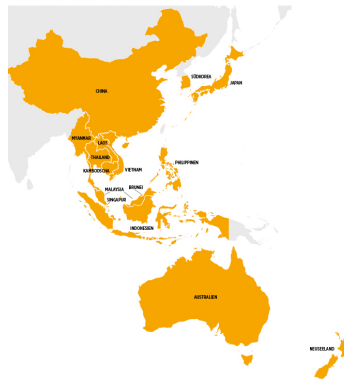 SÜDKOREA
JAPAN
CHINA
MYANMAR
LAOS
THAILAND
PHILIPPINEN
KAMBODSCHA
VIETNAM
MALAYSIA
BRUNEI
SINGAPUR
INDONESIEN
AUSTRALIEN
NEUSEELAND